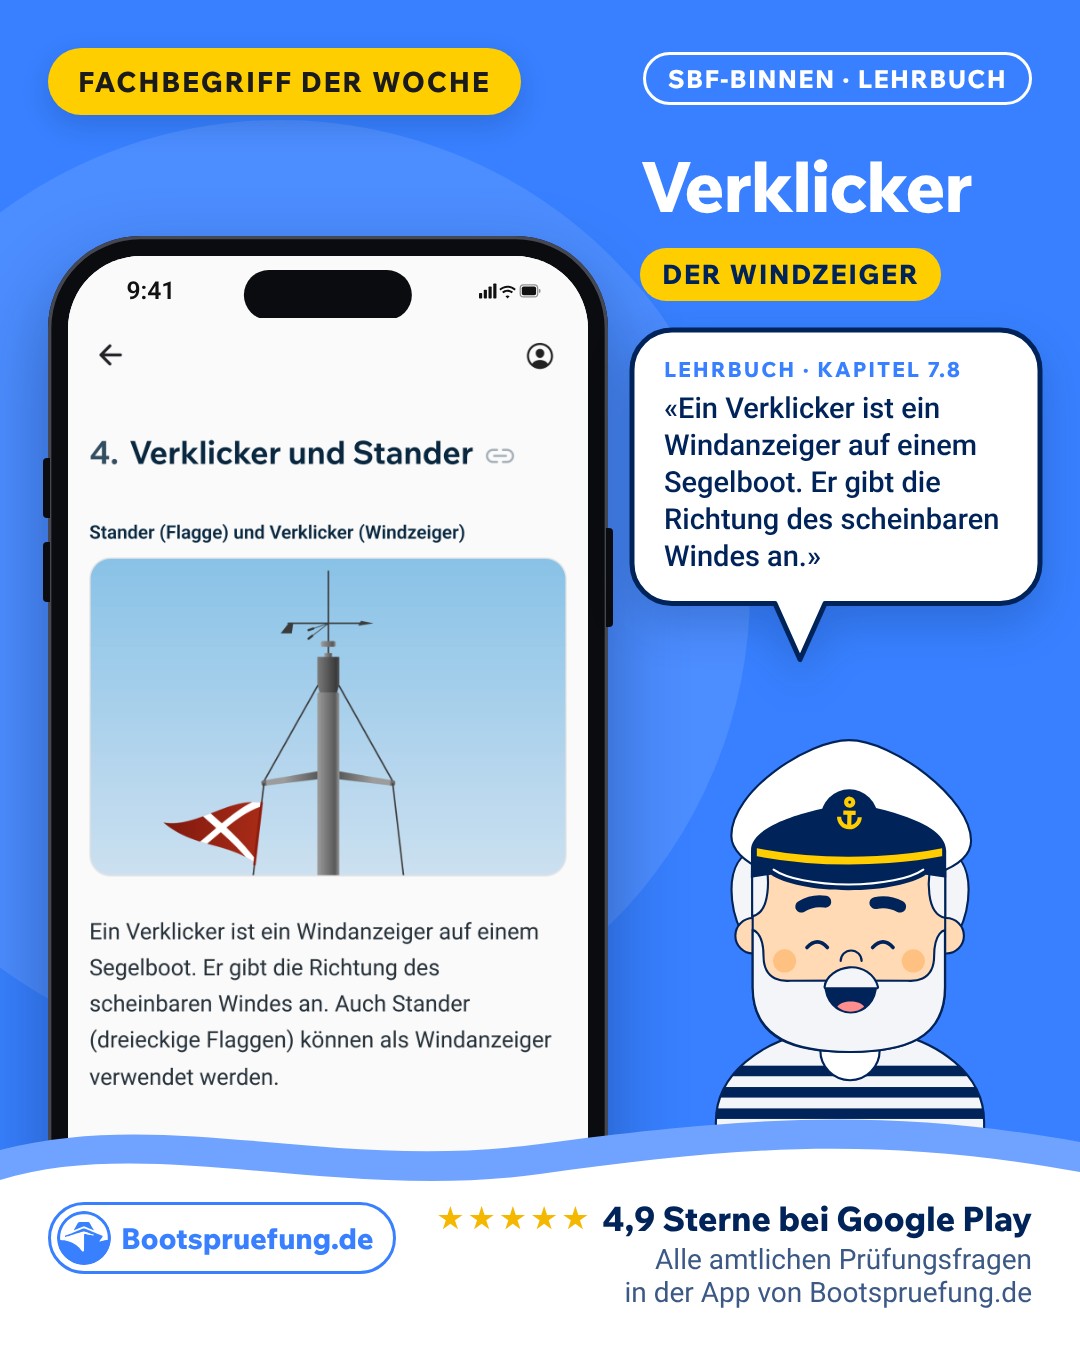 FACHBEGRIFF DER WOCHE
SBF-BINNEN · LEHRBUCH
Verklicker
DER WINDZEIGER
LEHRBUCH · KAPITEL 7.8
«Ein Verklicker ist ein
Windanzeiger auf einem
Segelboot. Er gibt die
Richtung des scheinbaren
Windes an.»
9:41
4. Verklicker und Stander
Stander (Flagge) und Verklicker (Windzeiger)
Ein Verklicker ist ein Windanzeiger auf einem
Segelboot. Er gibt die Richtung des
scheinbaren Windes an. Auch Stander
(dreieckige Flaggen) können als Windanzeiger
verwendet werden.
Bootspruefung.de
★★★★★ 4,9 Sterne bei Google Play
Alle amtlichen Prüfungsfragen
in der App von Bootspruefung.de